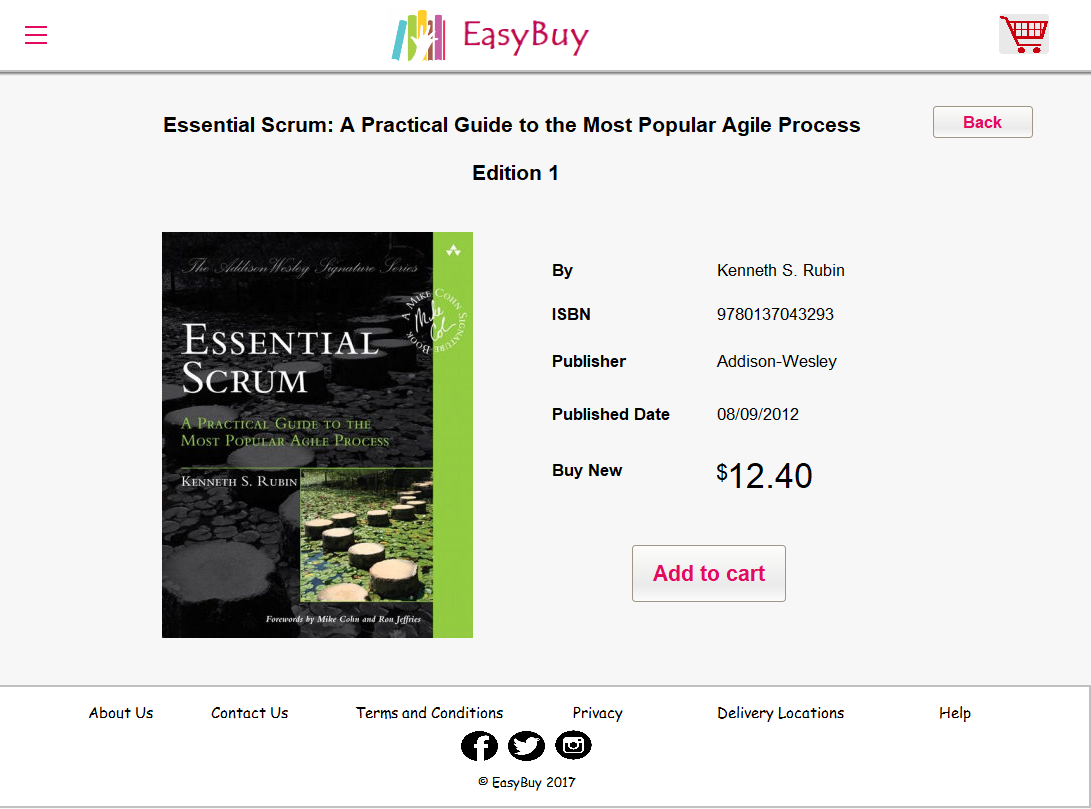 EasyBuy
Essential Scrum: A Practical Guide to the Most Popular Agile Process
Back
Edition 1
The Addison Wesley Signature Series
A MIKE COHN SIGNATURE BOOK
Mike Cohn
ESSENTIAL
SCRUM
A PRACTICAL GUIDE TO THE
MOST POPULAR AGILE PROCESS
KENNETH S. RUBIN
Forewords by Mike Cohn and Ron Jeffries
By Kenneth S. Rubin
ISBN 9780137043293
Publisher Addison-Wesley
Published Date 08/09/2012
Buy New $12.40
Add to cart
About Us Contact Us Terms and Conditions Privacy Delivery Locations Help
© EasyBuy 2017